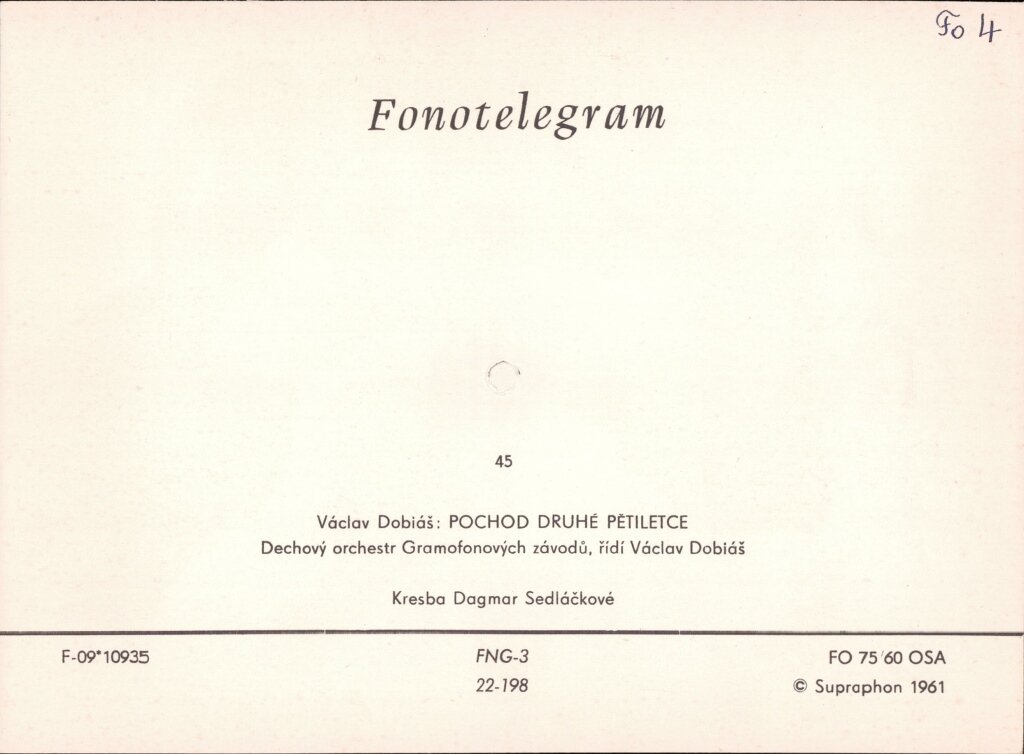 Fo 4
Fonotelegram
45
Václav Dobiáš: POCHOD DRUHÉ PĚTILETCE
Dechový orchestr Gramofonových závodů, řídí Václav Dobiáš
Kresba Dagmar Sedláčkové
F-09*10935
FNG-3
FO 75/60 OSA
22-198
© Supraphon 1961